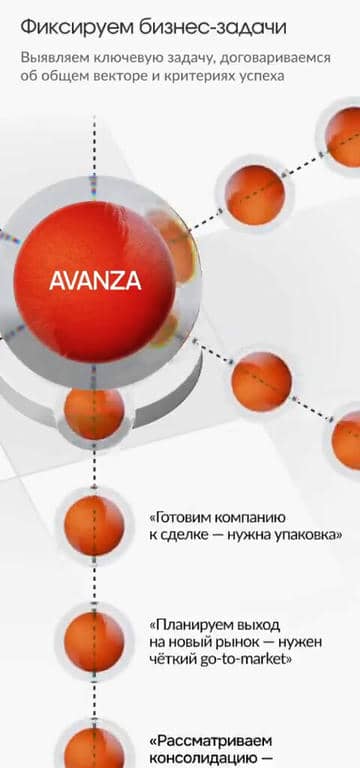 Фиксируем бизнес-задачи
Выявляем ключевую задачу, договариваемся
об общем векторе и критериях успеха
AVANZA
«Готовим компанию
к сделке — нужна упаковка»
«Планируем выход
на новый рынок — нужен
чёткий go-to-market»
«Рассматриваем
консолидацию —